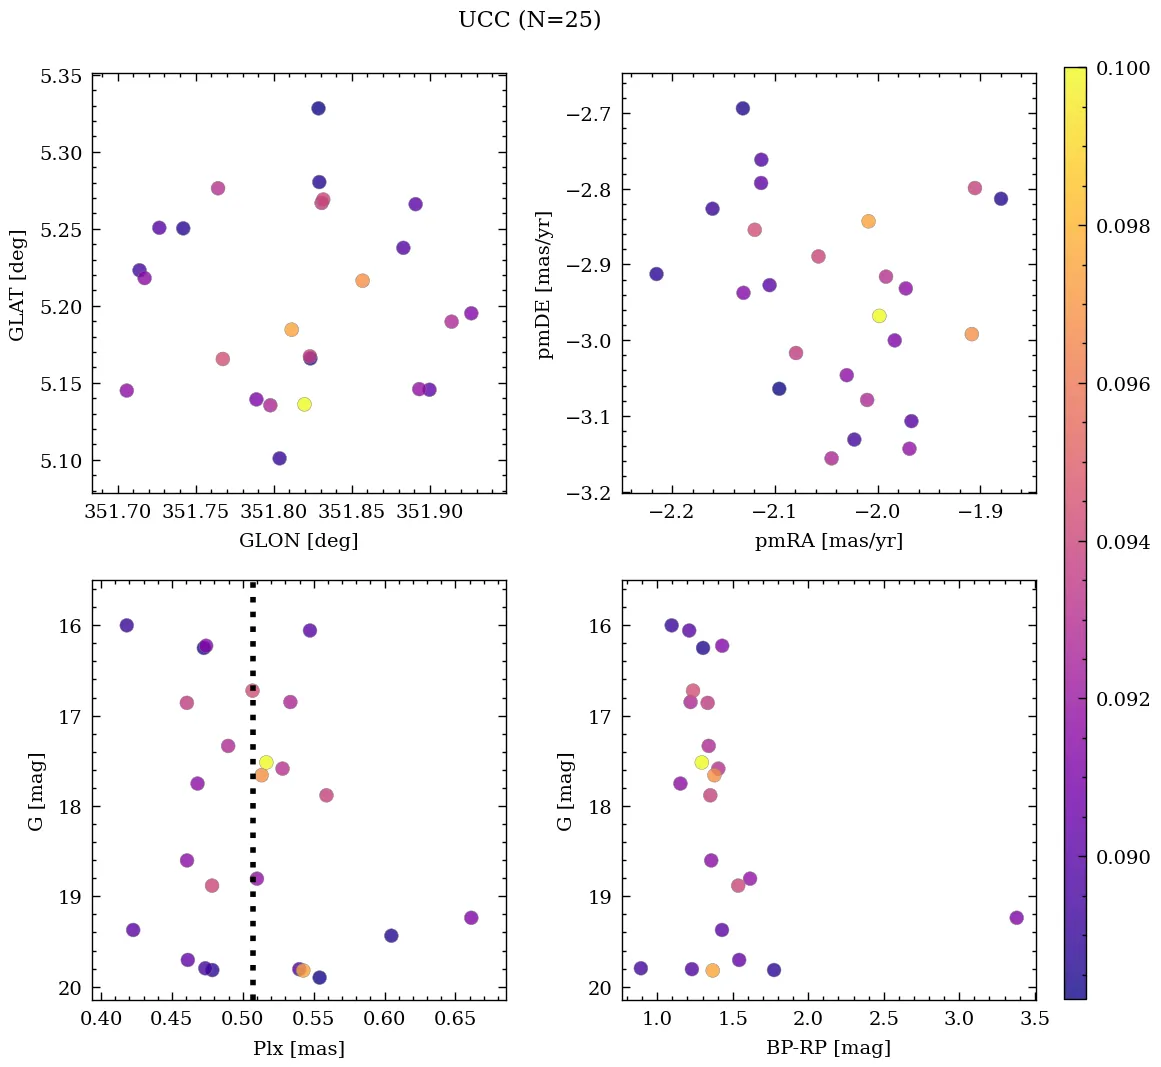 UCC (N=25)
5.35
5.30
5.25
5.20
5.15
5.10
GLAT [deg]
351.70 351.75 351.80 351.85 351.90
GLON [deg]
−2.7
−2.8
−2.9
−3.0
−3.1
−3.2
pmDE [mas/yr]
−2.2 −2.1 −2.0 −1.9
pmRA [mas/yr]
16
17
18
19
20
G [mag]
0.40 0.45 0.50 0.55 0.60 0.65
Plx [mas]
16
17
18
19
20
G [mag]
1.0 1.5 2.0 2.5 3.0 3.5
BP-RP [mag]
0.100
0.098
0.096
0.094
0.092
0.090